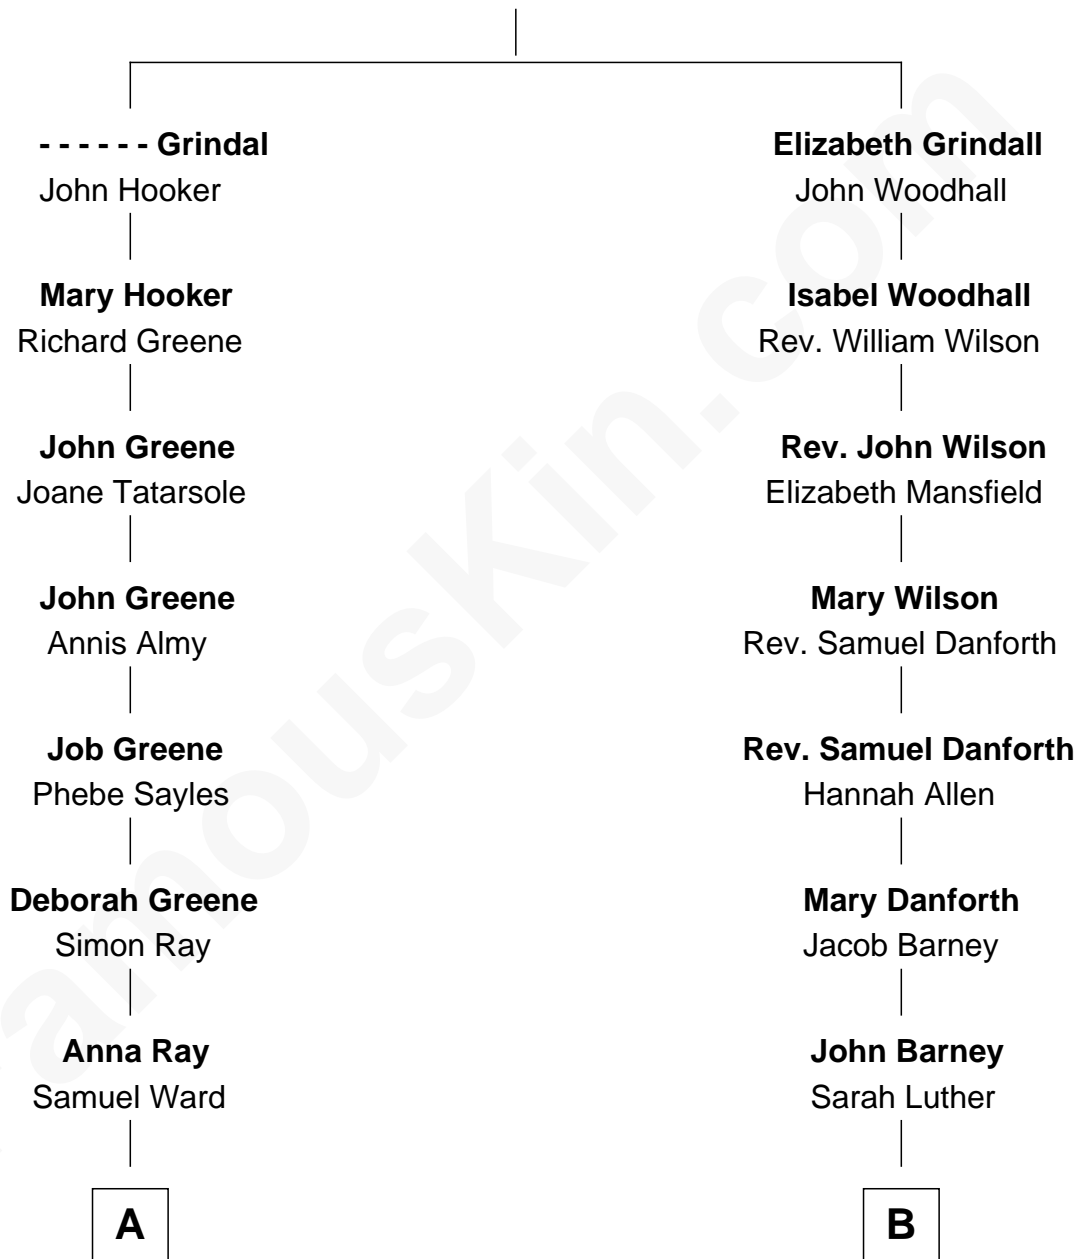 - - - - - - Grindal
John Hooker
Mary Hooker
Richard Greene
John Greene
Joane Tatarsole
John Greene
Annis Almy
Job Greene
Phebe Sayles
Deborah Greene
Simon Ray
Anna Ray
Samuel Ward
A
Elizabeth Grindall
John Woodhall
Isabel Woodhall
Rev. William Wilson
Rev. John Wilson
Elizabeth Mansfield
Mary Wilson
Rev. Samuel Danforth
Rev. Samuel Danforth
Hannah Allen
Mary Danforth
Jacob Barney
John Barney
Sarah Luther
B
amouskin.com